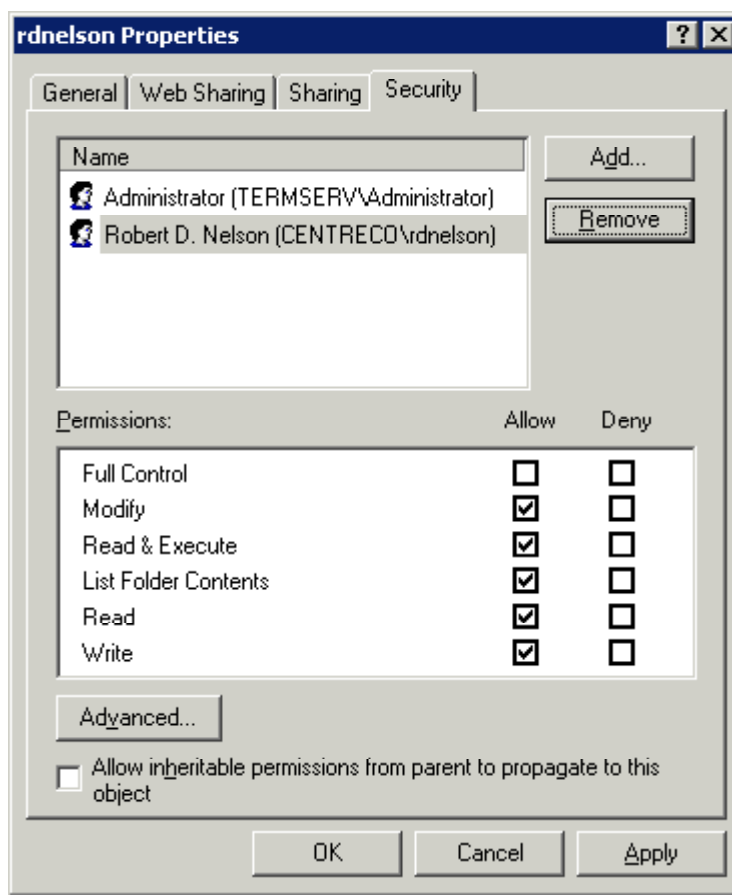 rdnelson Properties
General Web Sharing Sharing Security
Name
Add...
Administrator (TERMSERV\Administrator)
Robert D. Nelson (CENTRECO\rdnelson)
Remove
Permissions: Allow Deny
Full Control
Modify
Read & Execute
List Folder Contents
Read
Write
Advanced...
Allow inheritable permissions from parent to propagate to this
object
OK Cancel Apply